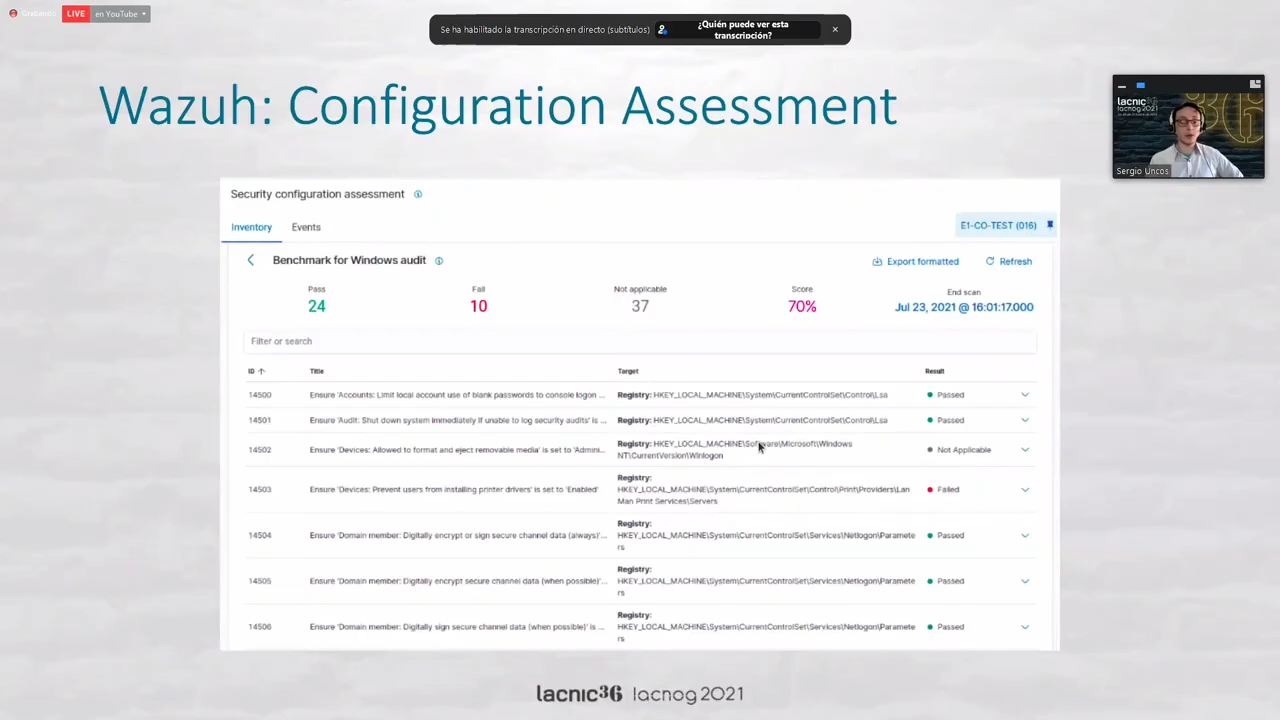 Grabando LIVE en YouTube
Se ha habilitado la transcripción en directo (subtítulos) ¿Quién puede ver esta transcripción?
Wazuh: Configuration Assessment
lacnic36
lacnog 2021
Sergio Uncos
Security configuration assessment
Inventory Events E1-CO-TEST (016)
Benchmark for Windows audit Export formatted Refresh
Pass Fail Not applicable Score End scan
24 10 37 70% Jul 23, 2021 @ 16:01:17.000
Filter or search
ID Title Target Result
14500 Ensure 'Accounts: Limit local account use of blank passwords to console logon ... Registry: HKEY_LOCAL_MACHINE\System\CurrentControlSet\Control\Lsa Passed
14501 Ensure 'Audit: Shut down system immediately if unable to log security audits' is ... Registry: HKEY_LOCAL_MACHINE\System\CurrentControlSet\Control\Lsa Passed
14502 Ensure 'Devices: Allowed to format and eject removable media' is set to 'Admini... Registry: HKEY_LOCAL_MACHINE\Software\Microsoft\Windows Not Applicable
NT\CurrentVersion\Winlogon
14503 Ensure 'Devices: Prevent users from installing printer drivers' is set to 'Enabled' Registry: Failed
HKEY_LOCAL_MACHINE\System\CurrentControlSet\Control\Print\Providers\Lan
Man Print Services\Servers
14504 Ensure 'Domain member: Digitally encrypt or sign secure channel data (always)'... Registry: Passed
HKEY_LOCAL_MACHINE\System\CurrentControlSet\Services\Netlogon\Paramete
rs
14505 Ensure 'Domain member: Digitally encrypt secure channel data (when possible)'... Registry: Passed
HKEY_LOCAL_MACHINE\System\CurrentControlSet\Services\Netlogon\Paramete
rs
14506 Ensure 'Domain member: Digitally sign secure channel data (when possible)' is ... Registry: Passed
HKEY_LOCAL_MACHINE\System\CurrentControlSet\Services\Netlogon\Paramete
rs
lacnic36 lacnog 2021